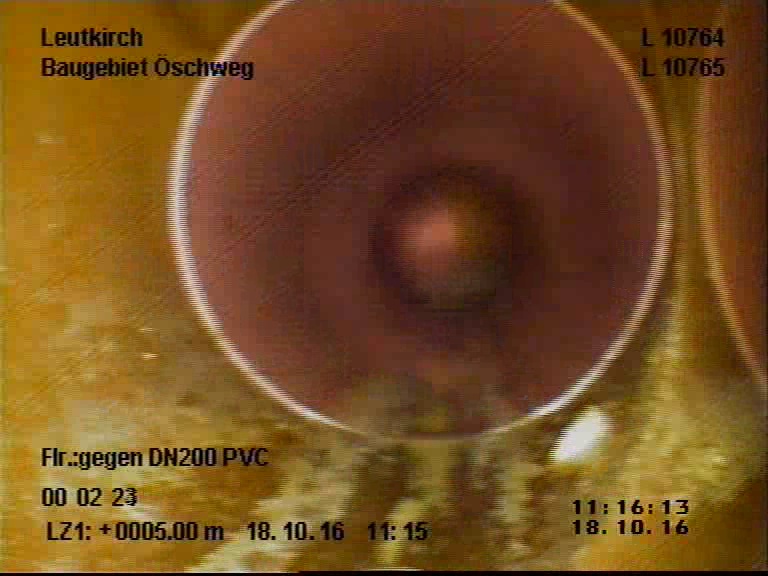 Leutkirch
L 10764
Baugebiet Öschweg
L 10765
Flr.:gegen DN200 PVC
00 02 23
11:16:13
LZ1: +0005.00 m 18.10.16 11:15
18.10.16